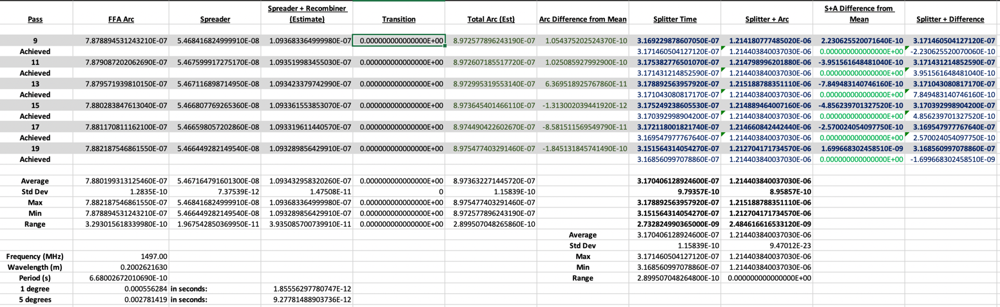 Pass FFA Arc Spreader Spreader + Recombiner (Estimate) Transition Total Arc (Est) Arc Difference from Mean Splitter Time Splitter + Arc S+A Difference from Mean Splitter + Difference
9 7.878894531243210E-07 5.468416824999910E-08 1.093683364999980E-07 0.000000000000000E+00 8.972577896243190E-07 1.054375202524370E-10 3.169229878607050E-07 1.214180777485020E-06 2.230625520071640E-10 3.171460504127120E-07
Achieved 3.171460504127120E-07 1.214403840037030E-06 0.000000000000000E+00 -2.230625520070060E-10
11 7.879087202062690E-07 5.467599917275170E-08 1.093519983455030E-07 0.000000000000000E+00 8.972607185517720E-07 1.025085927992900E-10 3.175382776501070E-07 1.214798996201880E-06 -3.951561648481040E-10 3.171431214852590E-07
Achieved 3.171431214852590E-07 1.214403840037030E-06 0.000000000000000E+00 3.951561648481040E-10
13 7.879571939810150E-07 5.467116898714950E-08 1.093423379742990E-07 0.000000000000000E+00 8.972995319553140E-07 6.369518925767860E-11 3.178892563957920E-07 1.215188788351110E-06 -7.849483140746160E-10 3.171043080817170E-07
Achieved 3.171043080817170E-07 1.214403840037030E-06 0.000000000000000E+00 7.849483140746160E-10
15 7.880283847613040E-07 5.466807769265360E-08 1.093361553853070E-07 0.000000000000000E+00 8.973645401466110E-07 -1.313002039441920E-12 3.175249238605530E-07 1.214889464007160E-06 -4.856239701327520E-10 3.170392998904200E-07
Achieved 3.170392998904200E-07 1.214403840037030E-06 0.000000000000000E+00 4.856239701327520E-10
17 7.881170811162100E-07 5.466598057202860E-08 1.093319611440570E-07 0.000000000000000E+00 8.974490422602670E-07 -8.581511569549790E-11 3.172118001821740E-07 1.214660842442440E-06 -2.570024054097750E-10 3.169547977767640E-07
Achieved 3.169547977767640E-07 1.214403840037030E-06 0.000000000000000E+00 2.570024054097750E-10
19 7.882187546861550E-07 5.466449282149540E-08 1.093289856429910E-07 0.000000000000000E+00 8.975477403291460E-07 -1.845131845741490E-10 3.151564314054270E-07 1.212704171734570E-06 1.699668302458510E-09 3.168560997078860E-07
Achieved 3.168560997078860E-07 1.214403840037030E-06 0.000000000000000E+00 -1.699668302458510E-09
Average 7.880199313125460E-07 5.467164791601300E-08 1.093432958320260E-07 0.000000000000000E+00 8.973632271445720E-07 3.170406128924600E-07 1.214403840037030E-06
Std Dev 1.2835E-10 7.37539E-12 1.47508E-11 0 1.15839E-10 9.79357E-10 8.95857E-10
Max 7.882187546861550E-07 5.468416824999910E-08 1.093683364999980E-07 0.000000000000000E+00 8.975477403291460E-07 3.178892563957920E-07 1.215188788351110E-06
Min 7.878894531243210E-07 5.466449282149540E-08 1.093289856429910E-07 0.000000000000000E+00 8.972577896243190E-07 3.151564314054270E-07 1.212704171734570E-06
Range 3.293015618339980E-10 1.967542850369950E-11 3.935085700739910E-11 0.000000000000000E+00 2.899507048265860E-10 2.732824990365000E-09 2.484616616533120E-09
Average 3.170406128924600E-07 1.214403840037030E-06
Std Dev 1.15839E-10 9.47012E-23
Frequency (MHz) 1497.00 Max 3.171460504127120E-07 1.214403840037030E-06
Wavelength (m) 0.2002621630 Min 3.168560997078860E-07 1.214403840037030E-06
Period (s) 6.68002672010690E-10 Range 2.899507048264800E-10 0.000000000000000E+00
1 degree 0.000556284 in seconds: 1.85556297780747E-12
5 degrees 0.002781419 in seconds: 9.27781488903736E-12